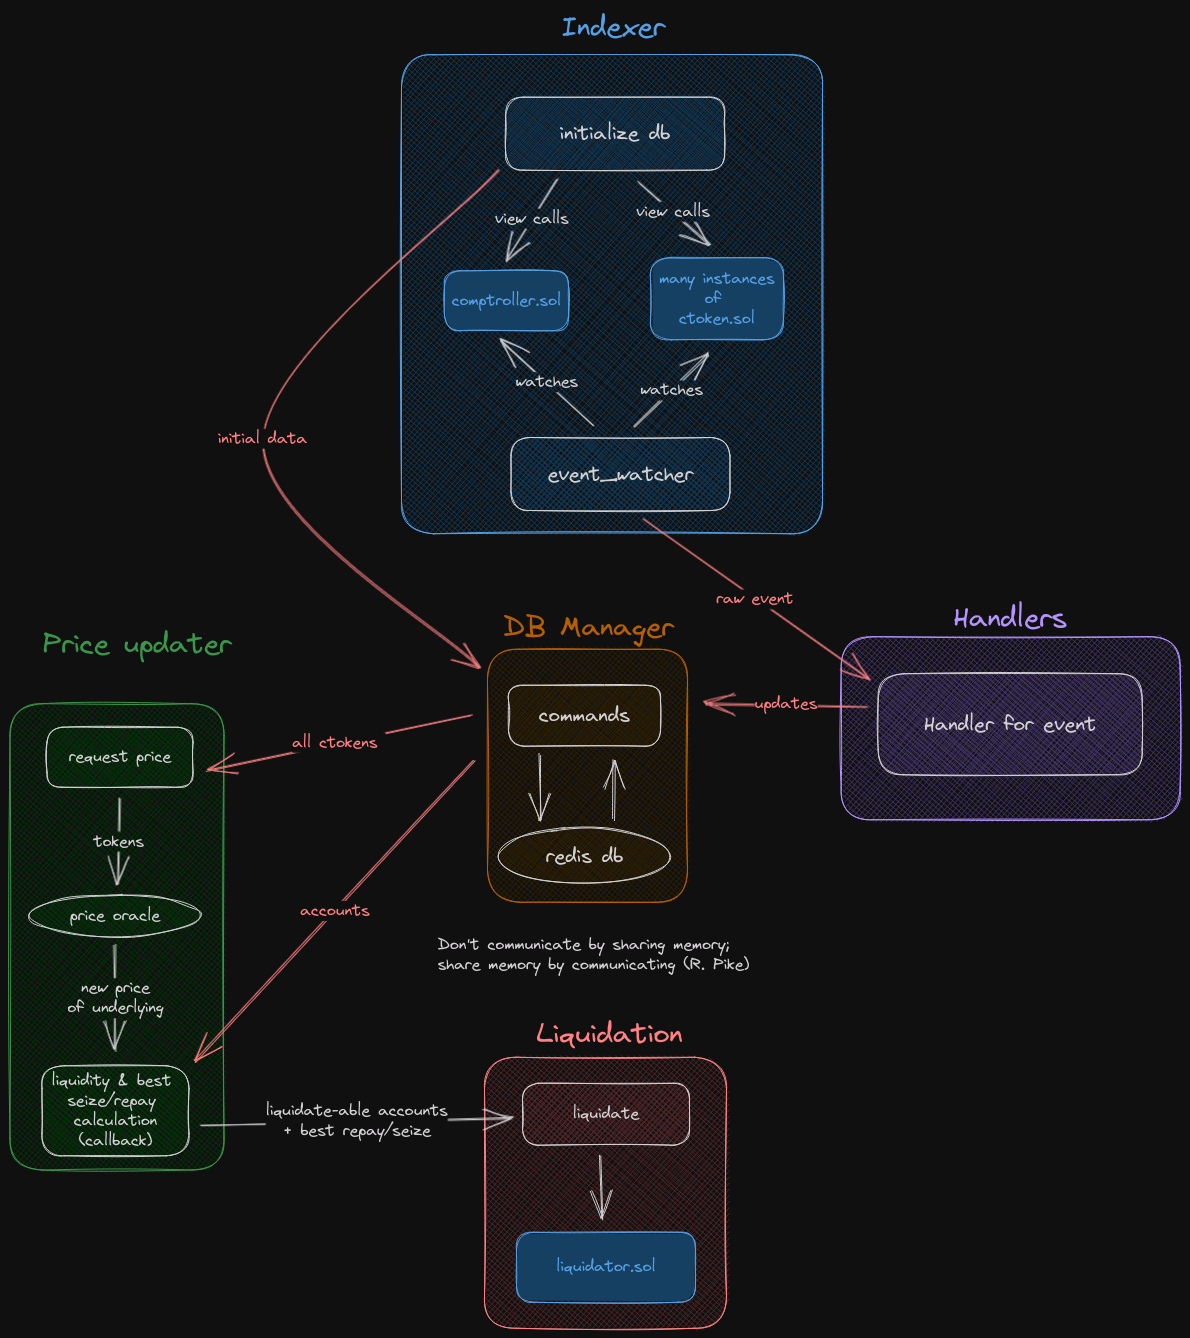 Indexer
initialize db
view calls
view calls
comptroller.sol
many instances
of
ctoken.sol
watches
watches
initial data
event_watcher
raw event
Handlers
DB Manager
Price updater
commands
updates
Handler for event
all ctokens
request price
tokens
redis db
price oracle
accounts
Don't communicate by sharing memory;
share memory by communicating (R. Pike)
new price
of underlying
Liquidation
liquidity & best
seize/repay
calculation
(callback)
liquidate-able accounts
+ best repay/seize
liquidate
liquidator.sol